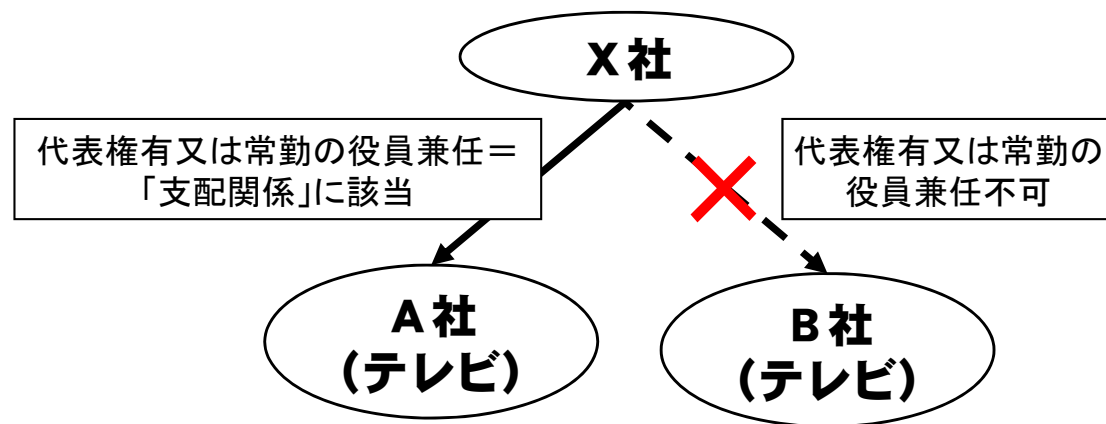 X社
代表権有又は常勤の役員兼任=
「支配関係」に該当
代表権有又は常勤の
役員兼任不可
A社
(テレビ)
B社
(テレビ)